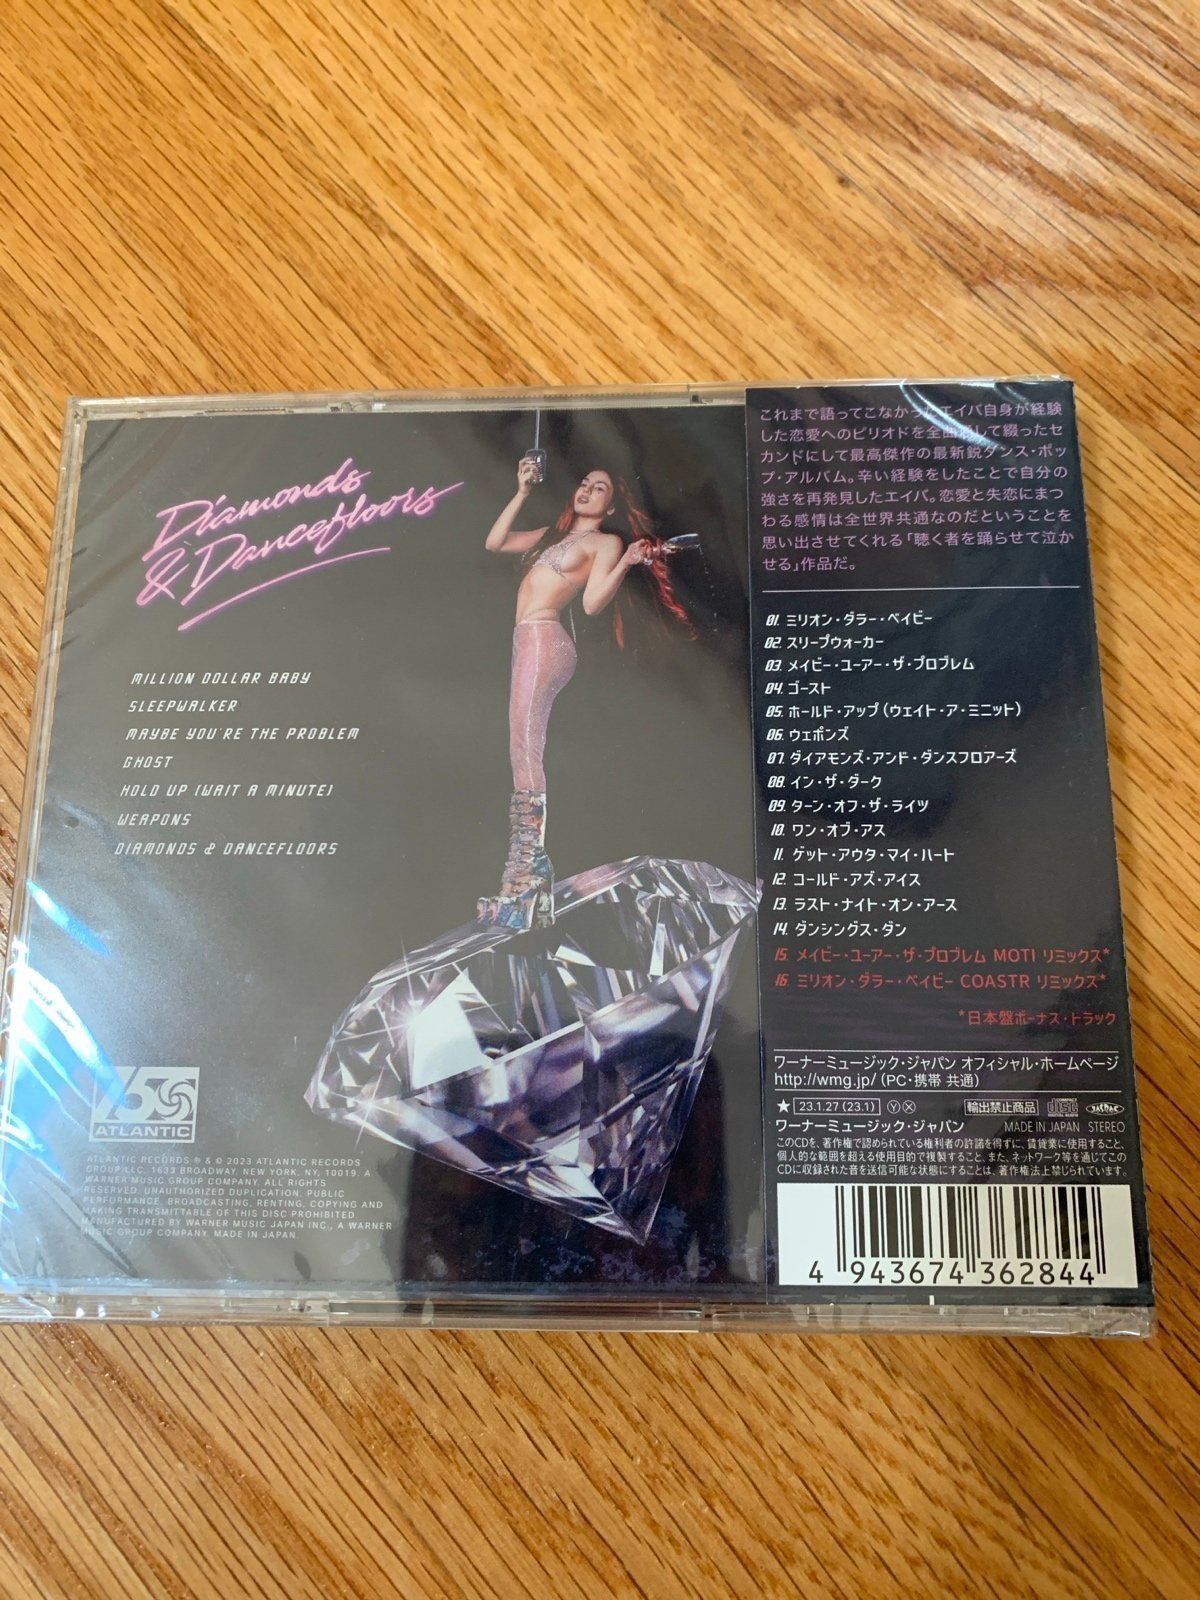 Diamonds
& Dancefloors
MILLION DOLLAR BABY
SLEEPWALKER
MAYBE YOU'RE THE PROBLEM
GHOST
HOLD UP (WAIT A MINUTE)
WEAPONS
DIAMONDS & DANCEFLOORS
75
ATLANTIC
ATLANTIC RECORDS ℗ & © 2023 ATLANTIC RECORDS
GROUP LLC, 1633 BROADWAY, NEW YORK, NY, 10019. A
WARNER MUSIC GROUP COMPANY. ALL RIGHTS
RESERVED. UNAUTHORIZED DUPLICATION, PUBLIC
PERFORMANCE, BROADCASTING, RENTING, COPYING AND
MAKING TRANSMITTABLE OF THIS DISC PROHIBITED.
MANUFACTURED BY WARNER MUSIC JAPAN INC., A WARNER
MUSIC GROUP COMPANY. MADE IN JAPAN.
これまで語ってこなかったエイバ自身が経験
した恋愛へのピリオドを全曲通して綴ったセ
カンドにして最高傑作の最新鋭ダンス・ポッ
プ・アルバム。辛い経験をしたことで自分の
強さを再発見したエイバ。恋愛と失恋にまつ
わる感情は全世界共通なのだということを
思い出させてくれる「聴く者を踊らせて泣か
せる」作品だ。
01. ミリオン・ダラー・ベイビー
02. スリープウォーカー
03. メイビー・ユーアー・ザ・プロブレム
04. ゴースト
05. ホールド・アップ(ウェイト・ア・ミニット)
06. ウェポンズ
07. ダイアモンズ・アンド・ダンスフロアーズ
08. イン・ザ・ダーク
09. ターン・オフ・ザ・ライツ
10. ワン・オブ・アス
11. ゲット・アウタ・マイ・ハート
12. コールド・アズ・アイス
13. ラスト・ナイト・オン・アース
14. ダンシングス・ダン
15. メイビー・ユーアー・ザ・プロブレム MOTI リミックス*
16. ミリオン・ダラー・ベイビー COASTR リミックス*
*日本盤ボーナス・トラック
ワーナーミュージック・ジャパン オフィシャル・ホームページ
http://wmg.jp/ (PC・携帯 共通)
★ 23.1.27 (23.1) Ⓨ Ⓧ 輸出禁止商品 COMPACT disc DIGITAL AUDIO JASRAC
ワーナーミュージック・ジャパン MADE IN JAPAN STEREO
このCDを、著作権で認められている権利者の許諾を得ずに、賃貸業に使用すること、
個人的な範囲を超える使用目的で複製すること、また、ネットワーク等を通じてこの
CDに収録された音を送信可能な状態にすることは、著作権法上禁じられています。
4 943674 362844